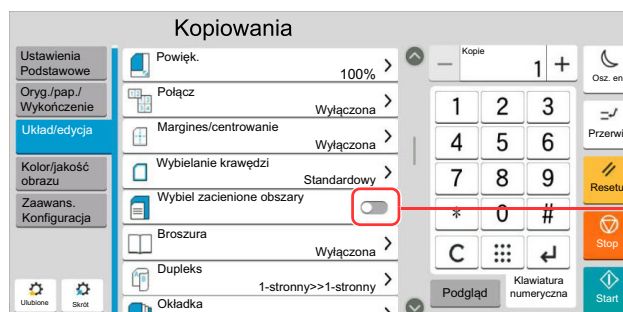 Kopiowania
Ustawienia
Podstawowe
Oryg./pap./
Wykończenie
Układ/edycja
Kolor/jakość
obrazu
Zaawans.
Konfiguracja
Ulubione
Skrót
Powięk.
100%
Połącz
Wyłączona
Margines/centrowanie
Wyłączona
Wybielanie krawędzi
Standardowy
Wybiel zacienione obszary
Broszura
Wyłączona
Dupleks
1-stronny>>1-stronny
Okładka
Kopie
— 1 +
1 2 3
4 5 6
7 8 9
* 0 #
C
Podgląd
Klawiatura
numeryczna
Osz. en
Przerwi
Resetu
Stop
Start